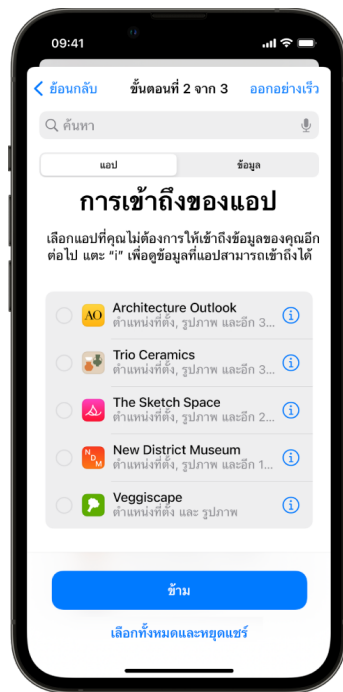 09:41
ย้อนกลับ ขั้นตอนที่ 2 จาก 3 ออกอย่างเร็ว
ค้นหา
แอป ข้อมูล
การเข้าถึงของแอป
เลือกแอปที่คุณไม่ต้องการให้เข้าถึงข้อมูลของคุณอีก
ต่อไป แตะ “i” เพื่อดูข้อมูลที่แอปสามารถเข้าถึงได้
AO Architecture Outlook
ตำแหน่งที่ตั้ง, รูปภาพ และอีก 3...
Trio Ceramics
ตำแหน่งที่ตั้ง, รูปภาพ และอีก 3...
The Sketch Space
ตำแหน่งที่ตั้ง, รูปภาพ และอีก 2...
NDM New District Museum
ตำแหน่งที่ตั้ง, รูปภาพ และอีก 1...
Veggiscape
ตำแหน่งที่ตั้ง และ รูปภาพ
ข้าม
เลือกทั้งหมดและหยุดแชร์